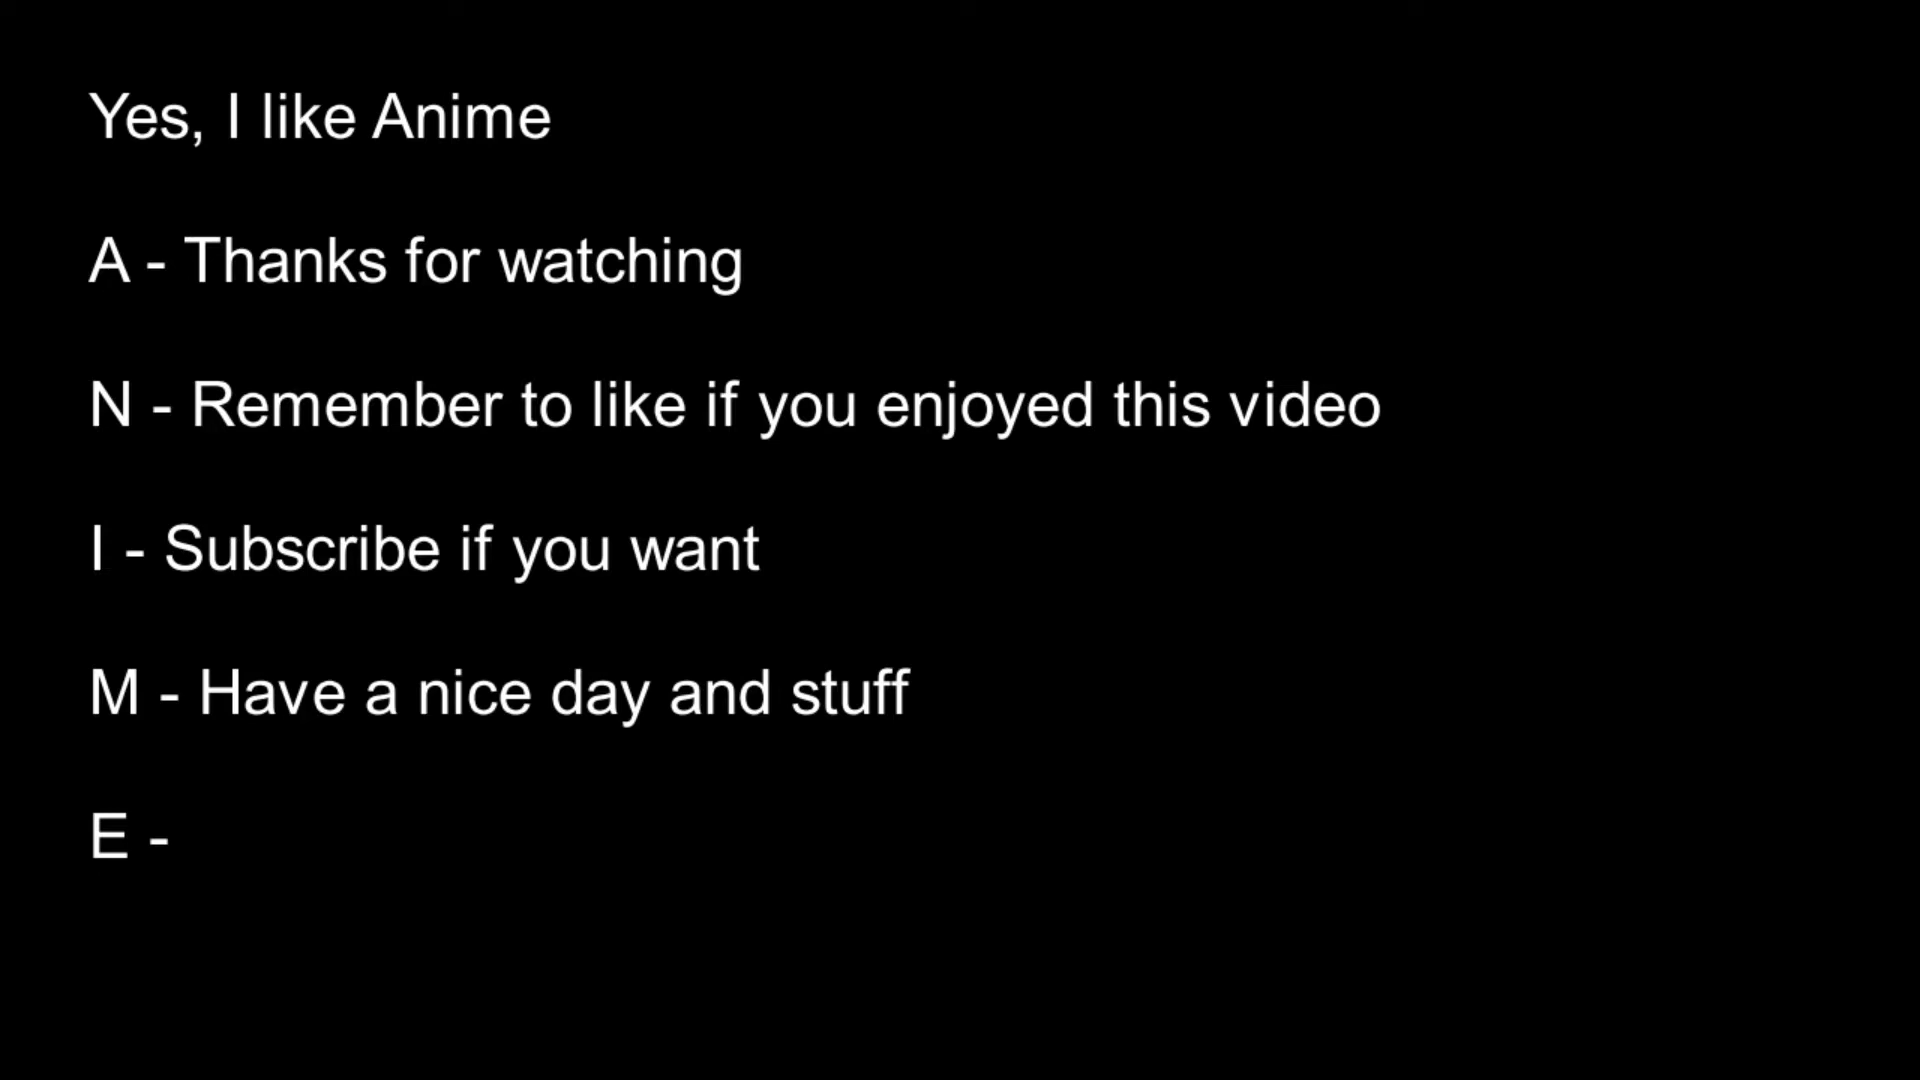 Yes, I like Anime
A - Thanks for watching
N - Remember to like if you enjoyed this video
I - Subscribe if you want
M - Have a nice day and stuff
E -